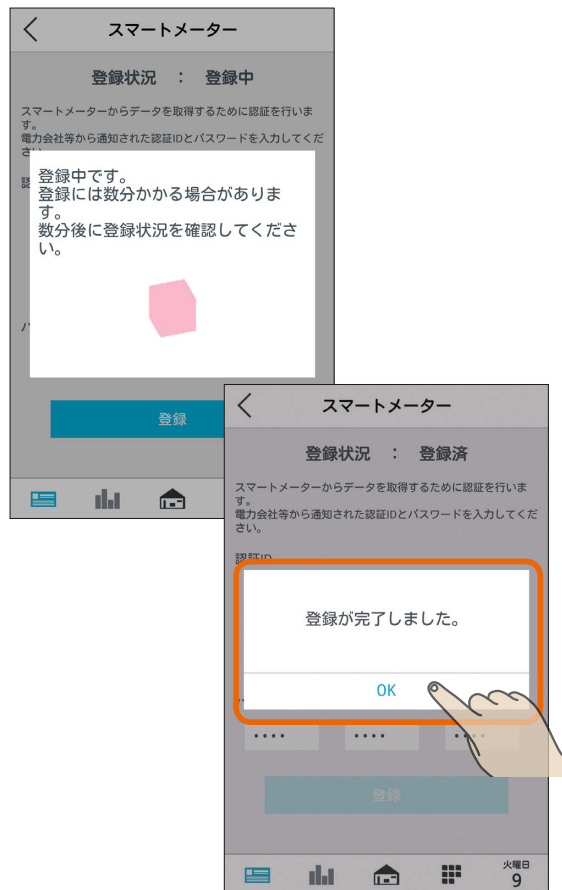 スマートメーター
登録状況 ： 登録中
スマートメーターからデータを取得するために認証を行いま
す。
電力会社等から通知された認証IDとパスワードを入力してくだ
さい。
登録中です。
登録には数分かかる場合がありま
す。
数分後に登録状況を確認してくださ
い。
登録
スマートメーター
登録状況 ： 登録済
スマートメーターからデータを取得するために認証を行いま
す。
電力会社等から通知された認証IDとパスワードを入力してくだ
さい。
認証ID
登録が完了しました。
OK
•••• •••• ••••
登録
火曜日
9